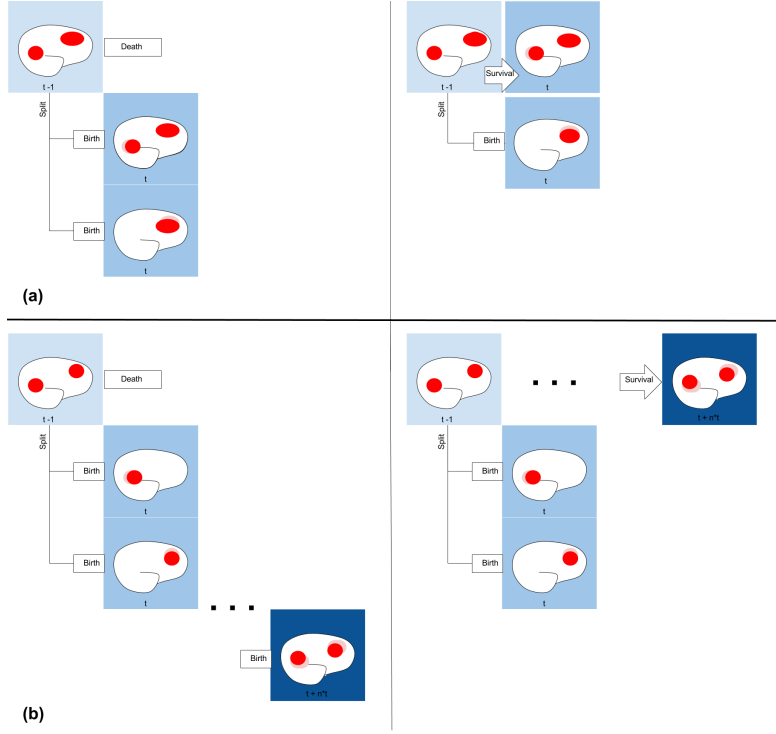 Death
t -1
Split
Birth
t
Birth
t
(a)
Survival
t -1
t
Split
Birth
t
Death
t -1
Split
Birth
t
Birth
t
Birth
t + n*t
(b)
Survival
t -1
t + n*t
Split
Birth
t
Birth
t